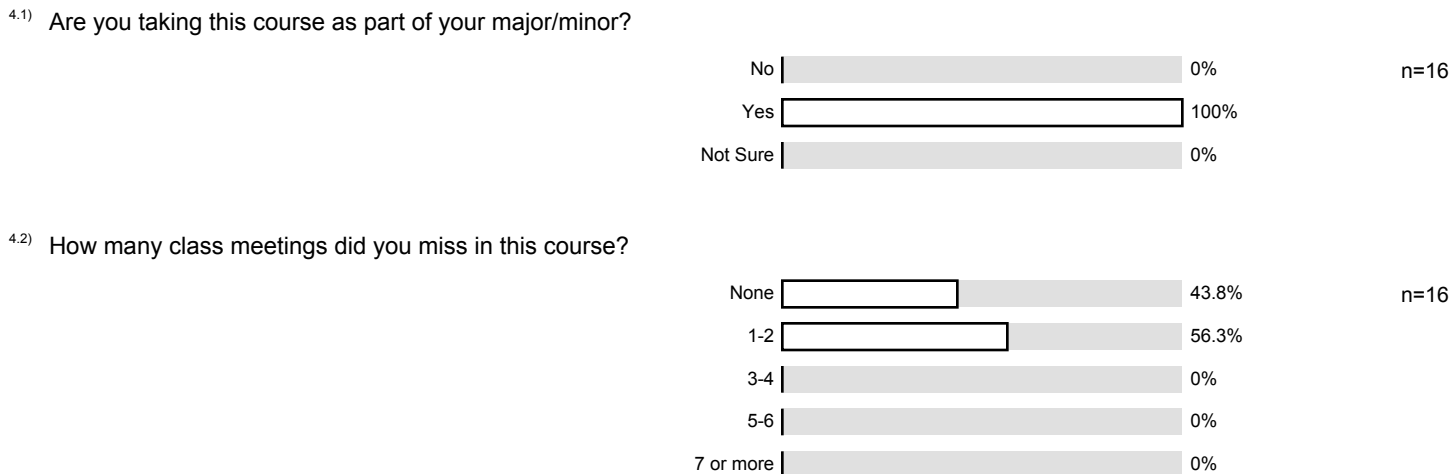 4.1) Are you taking this course as part of your major/minor?
No 0% n=16
Yes 100%
Not Sure 0%
4.2) How many class meetings did you miss in this course?
None 43.8% n=16
1-2 56.3%
3-4 0%
5-6 0%
7 or more 0%